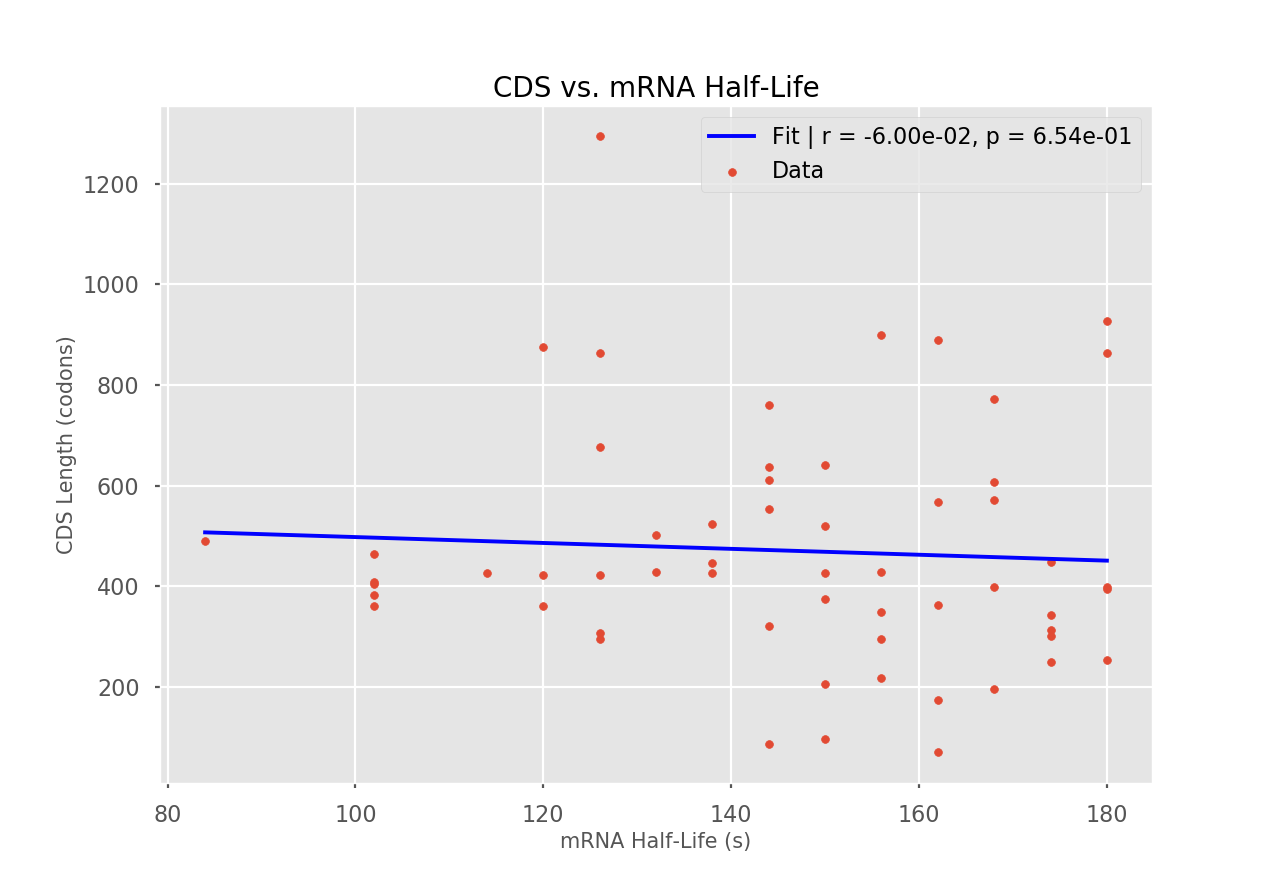 CDS vs. mRNA Half-Life
Fit | r = -6.00e-02, p = 6.54e-01
Data
1200
1000
800
600
400
200
CDS Length (codons)
80 100 120 140 160 180
mRNA Half-Life (s)